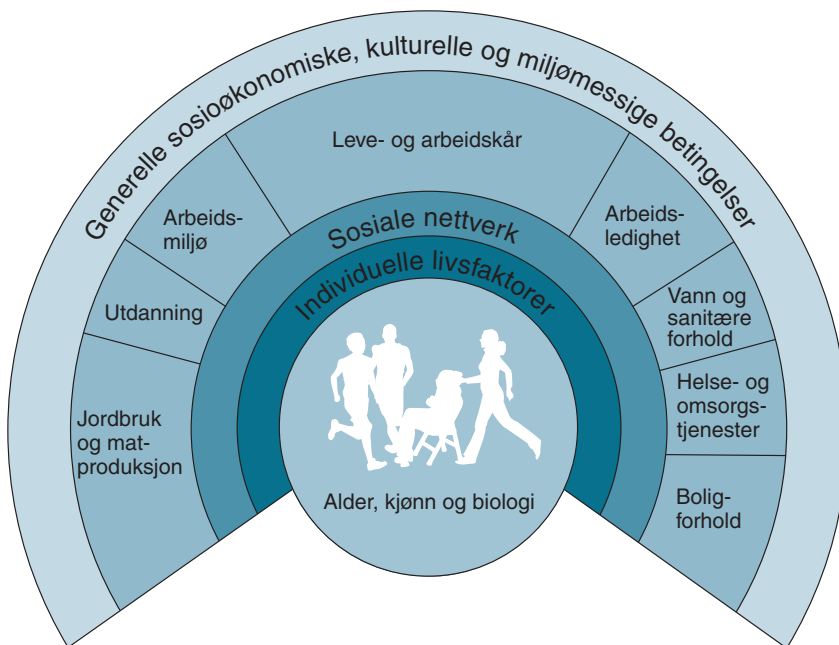 Generelle sosioøkonomiske, kulturelle og miljømessige betingelser
Leve- og arbeidskår
Arbeids-
miljø
Utdanning
Jordbruk
og mat-
produksjon
Arbeids-
ledighet
Vann og
sanitære
forhold
Helse- og
omsorgs-
tjenester
Bolig-
forhold
Sosiale nettverk
Individuelle livsfaktorer
Alder, kjønn og biologi